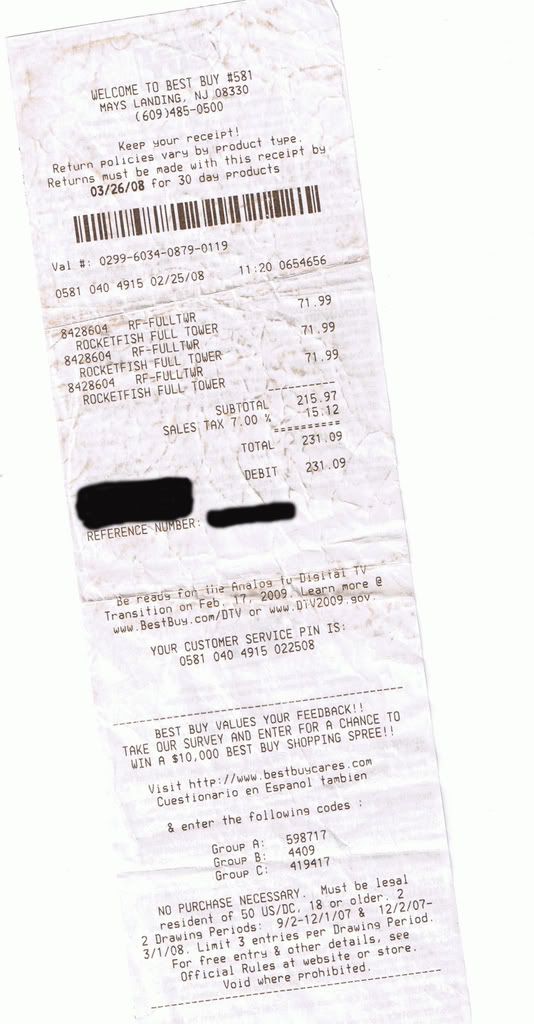 WELCOME TO BEST BUY #581
MAYS LANDING, NJ 08330
(609)485-0500
Keep your receipt!
Return policies vary by product type.
Returns must be made with this receipt by
03/26/08 for 30 day products
Val #: 0299-6034-0879-0119
0581 040 4915 02/25/08 11:20 0654656
8428604 RF-FULLTWR 71.99
ROCKETFISH FULL TOWER
8428604 RF-FULLTWR 71.99
ROCKETFISH FULL TOWER
8428604 RF-FULLTWR 71.99
ROCKETFISH FULL TOWER
----------
SUBTOTAL 215.97
SALES TAX 7.00 % 15.12
==========
TOTAL 231.09
DEBIT 231.09
REFERENCE NUMBER:
Be ready for the Analog to Digital TV
Transition on Feb. 17, 2009. Learn more @
www.BestBuy.com/DTV or www.DTV2009.gov.
YOUR CUSTOMER SERVICE PIN IS:
0581 040 4915 022508
----------------------------------------
BEST BUY VALUES YOUR FEEDBACK!!
TAKE OUR SURVEY AND ENTER FOR A CHANCE TO
WIN A $10,000 BEST BUY SHOPPING SPREE!!
Visit http://www.bestbuycares.com
Cuestionario en Espanol tambien
& enter the following codes :
Group A: 598717
Group B: 4409
Group C: 419417
NO PURCHASE NECESSARY. Must be legal
resident of 50 US/DC, 18 or older. 2
2 Drawing Periods: 9/2-12/1/07 & 12/2/07-
3/1/08. Limit 3 entries per Drawing Period.
For free entry & other details, see
Official Rules at website or store.
Void where prohibited.
----------------------------------------